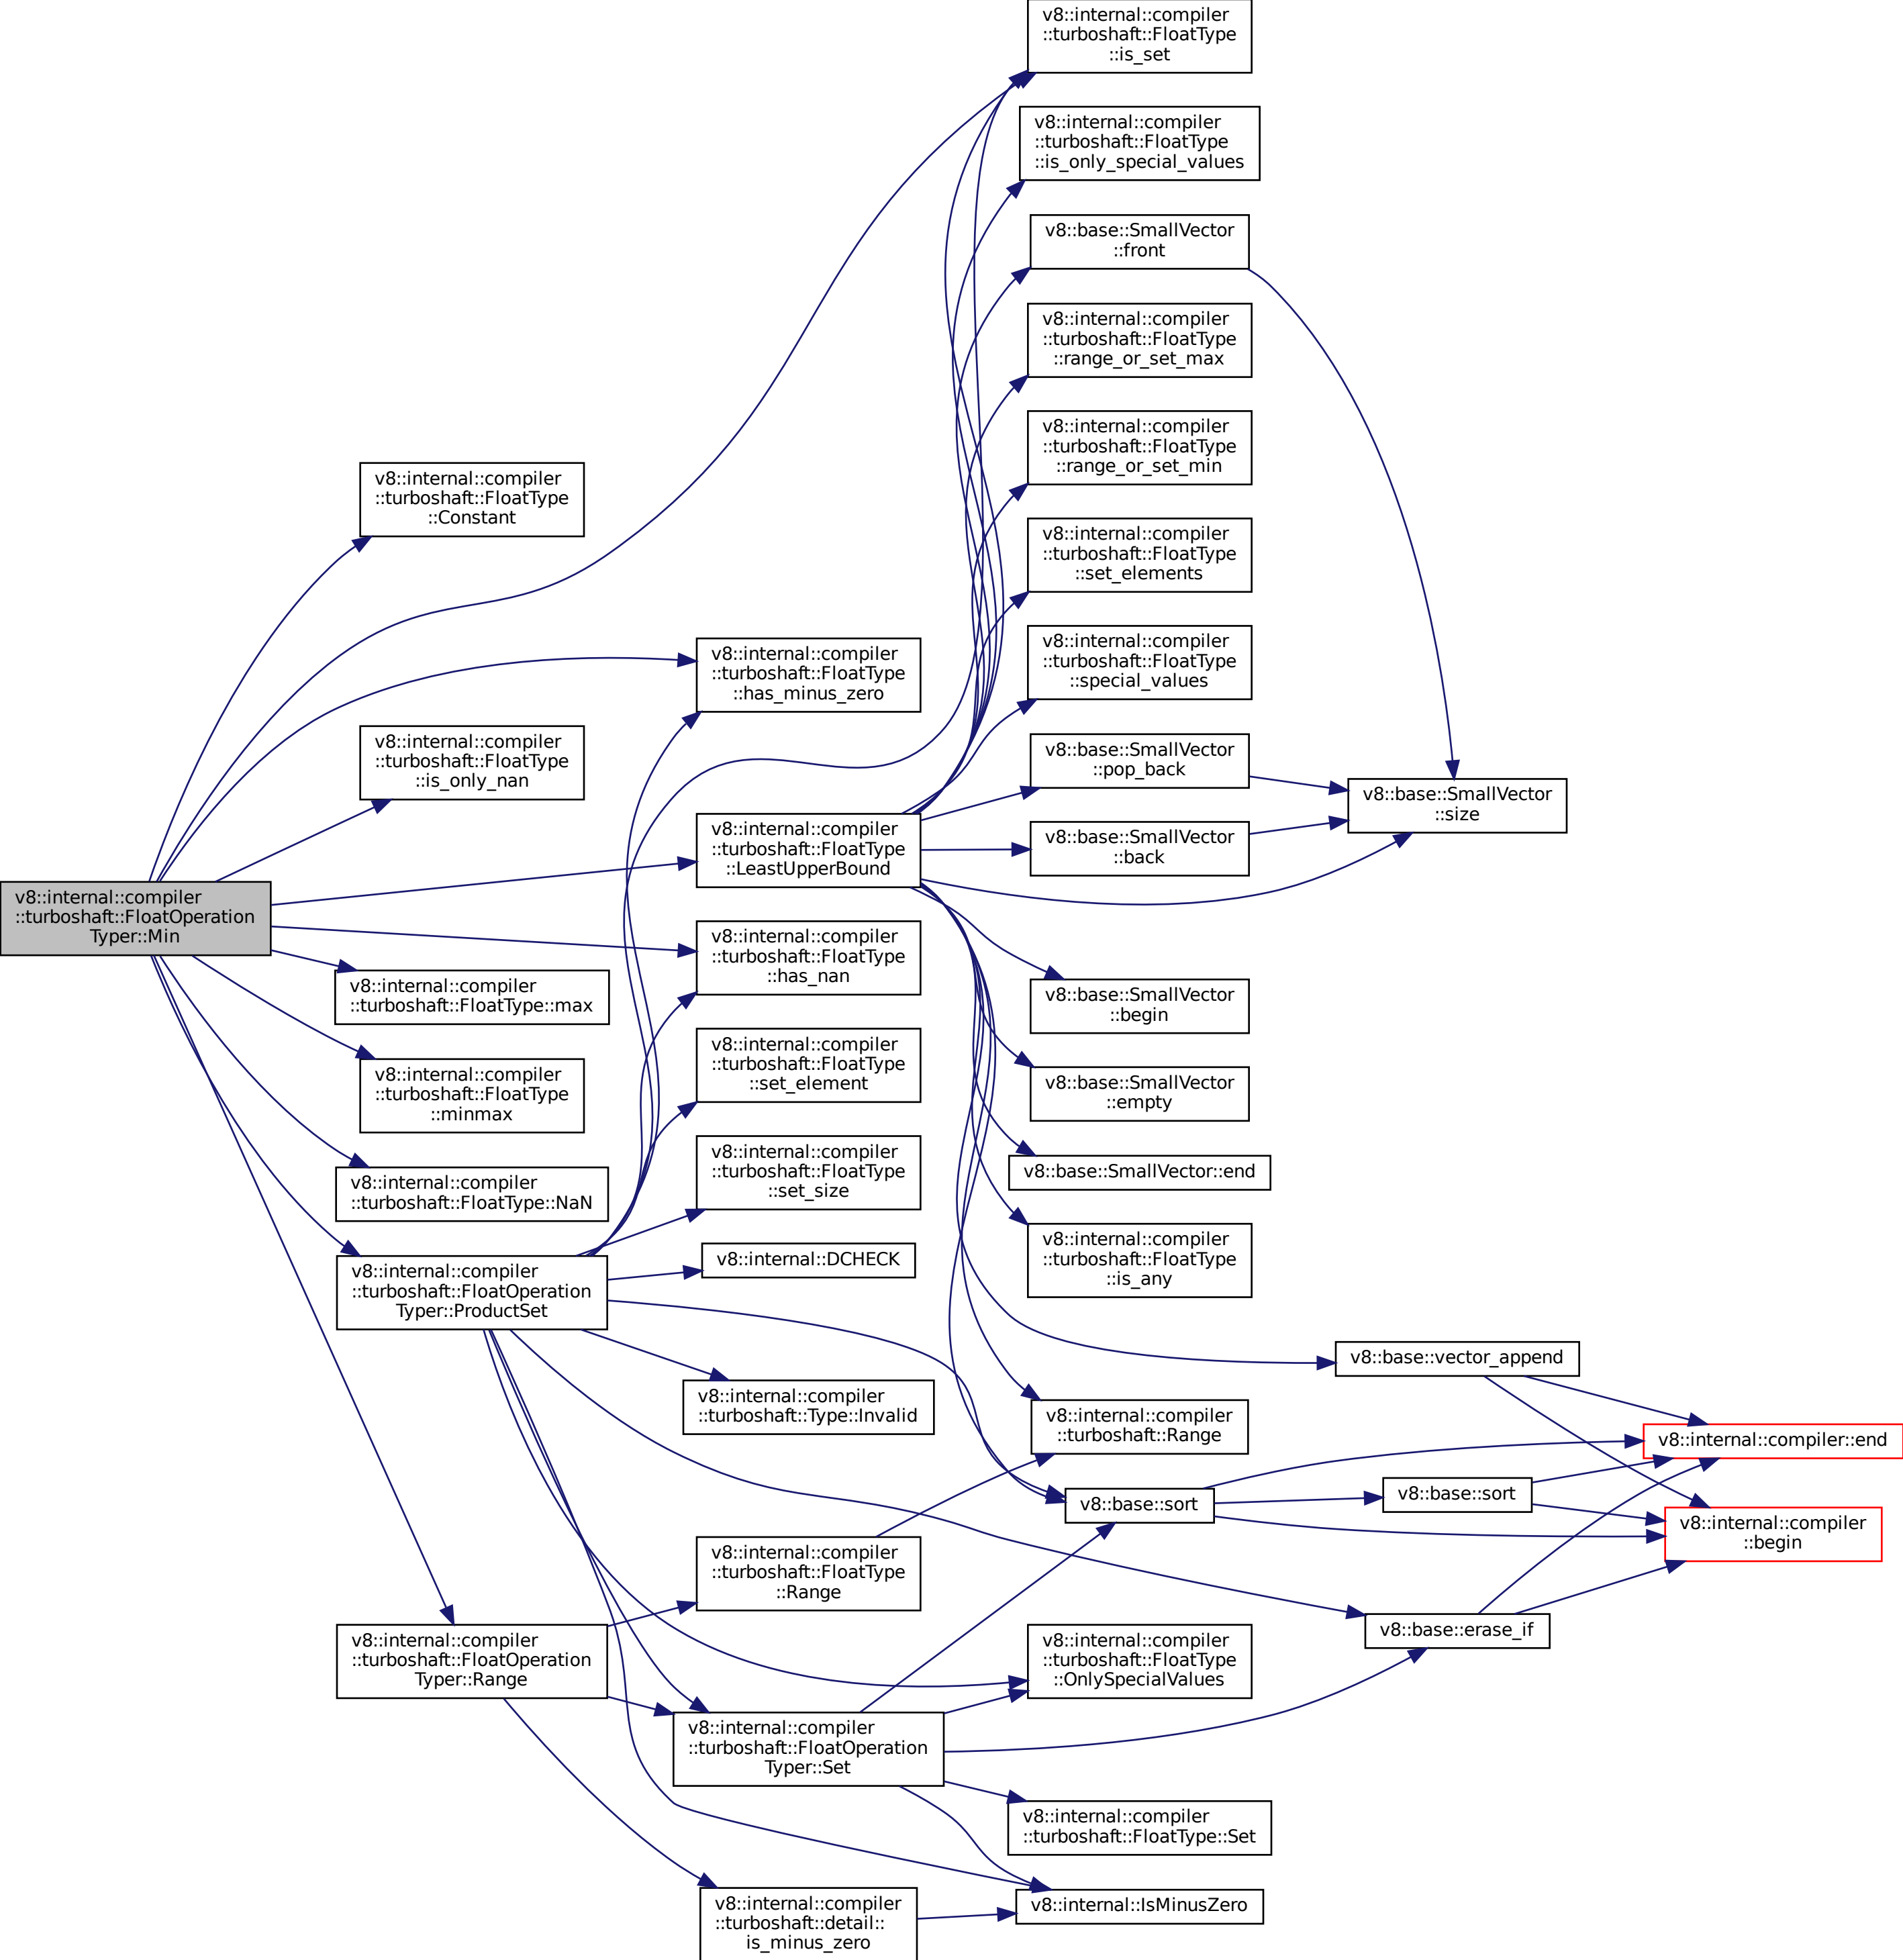 v8::internal::compiler
::turboshaft::FloatOperation
Typer::Min
v8::internal::compiler
::turboshaft::FloatType
::Constant
v8::internal::compiler
::turboshaft::FloatType
::is_only_nan
v8::internal::compiler
::turboshaft::FloatType::max
v8::internal::compiler
::turboshaft::FloatType
::minmax
v8::internal::compiler
::turboshaft::FloatType::NaN
v8::internal::compiler
::turboshaft::FloatOperation
Typer::ProductSet
v8::internal::compiler
::turboshaft::FloatOperation
Typer::Range
v8::internal::compiler
::turboshaft::FloatType
::has_minus_zero
v8::internal::compiler
::turboshaft::FloatType
::LeastUpperBound
v8::internal::compiler
::turboshaft::FloatType
::has_nan
v8::internal::compiler
::turboshaft::FloatType
::set_element
v8::internal::compiler
::turboshaft::FloatType
::set_size
v8::internal::DCHECK
v8::internal::compiler
::turboshaft::Type::Invalid
v8::internal::compiler
::turboshaft::FloatType
::Range
v8::internal::compiler
::turboshaft::FloatOperation
Typer::Set
v8::internal::compiler
::turboshaft::detail::
is_minus_zero
v8::internal::compiler
::turboshaft::FloatType
::is_set
v8::internal::compiler
::turboshaft::FloatType
::is_only_special_values
v8::base::SmallVector
::front
v8::internal::compiler
::turboshaft::FloatType
::range_or_set_max
v8::internal::compiler
::turboshaft::FloatType
::range_or_set_min
v8::internal::compiler
::turboshaft::FloatType
::set_elements
v8::internal::compiler
::turboshaft::FloatType
::special_values
v8::base::SmallVector
::pop_back
v8::base::SmallVector
::back
v8::base::SmallVector
::begin
v8::base::SmallVector
::empty
v8::base::SmallVector::end
v8::internal::compiler
::turboshaft::FloatType
::is_any
v8::internal::compiler
::turboshaft::Range
v8::base::sort
v8::internal::compiler
::turboshaft::FloatType
::OnlySpecialValues
v8::internal::compiler
::turboshaft::FloatType::Set
v8::internal::IsMinusZero
v8::base::SmallVector
::size
v8::base::vector_append
v8::base::sort
v8::base::erase_if
v8::internal::compiler::end
v8::internal::compiler
::begin